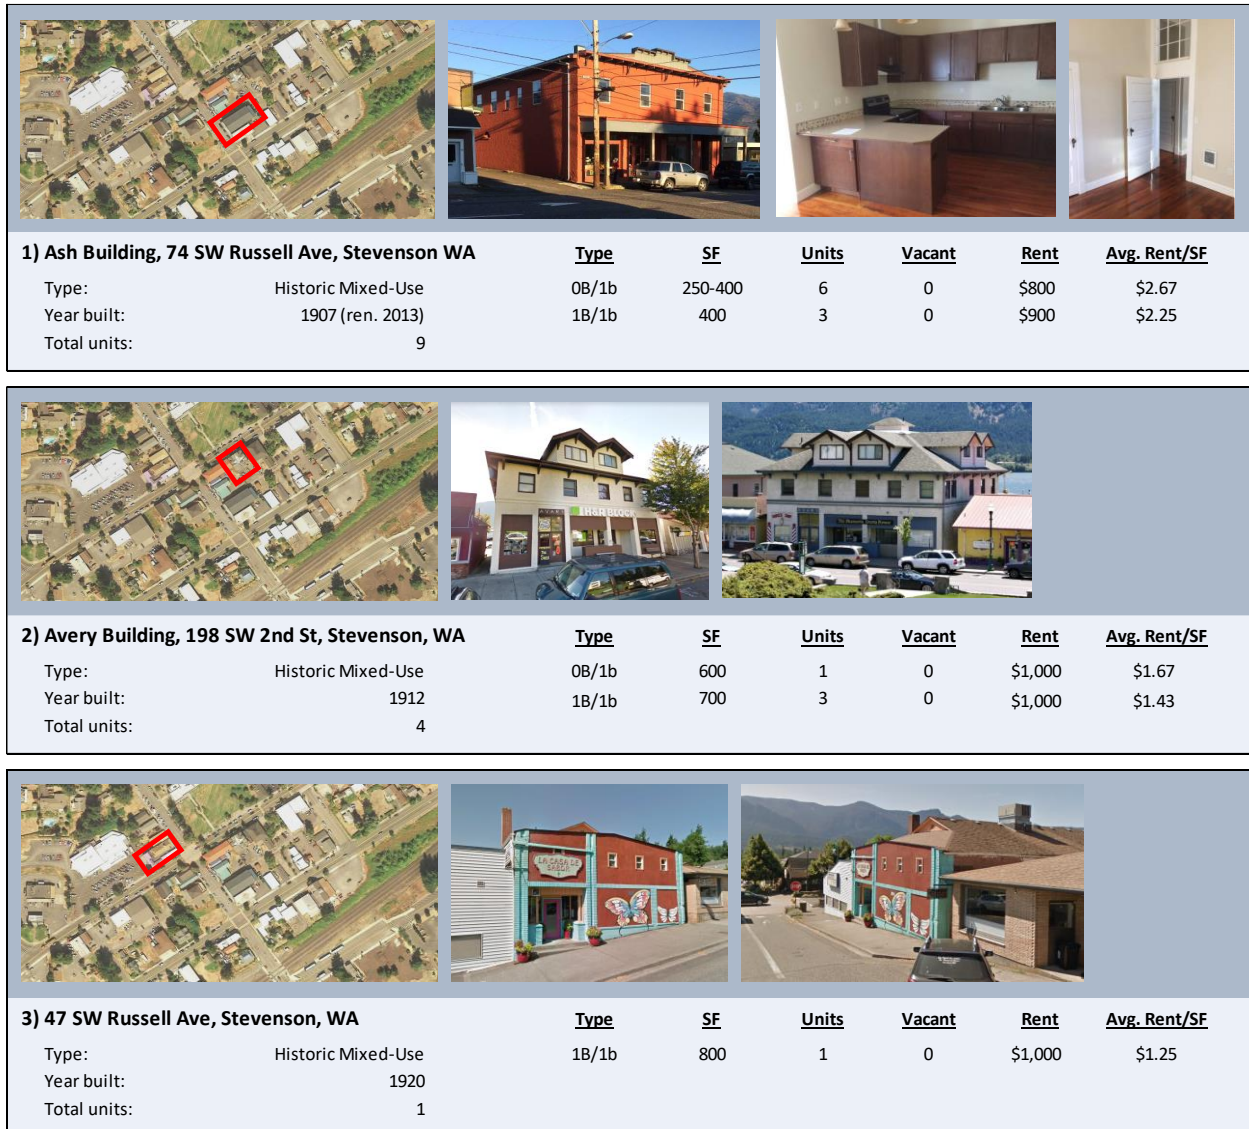 1) Ash Building, 74 SW Russell Ave, Stevenson WA Type SF Units Vacant Rent Avg. Rent/SF
Type: Historic Mixed-Use 0B/1b 250-400 6 0 $800 $2.67
Year built: 1907 (ren. 2013) 1B/1b 400 3 0 $900 $2.25
Total units: 9
H&R BLOCK
2) Avery Building, 198 SW 2nd St, Stevenson, WA Type SF Units Vacant Rent Avg. Rent/SF
Type: Historic Mixed-Use 0B/1b 600 1 0 $1,000 $1.67
Year built: 1912 1B/1b 700 3 0 $1,000 $1.43
Total units: 4
LA CASA DE
SABOR
3) 47 SW Russell Ave, Stevenson, WA Type SF Units Vacant Rent Avg. Rent/SF
Type: Historic Mixed-Use 1B/1b 800 1 0 $1,000 $1.25
Year built: 1920
Total units: 1